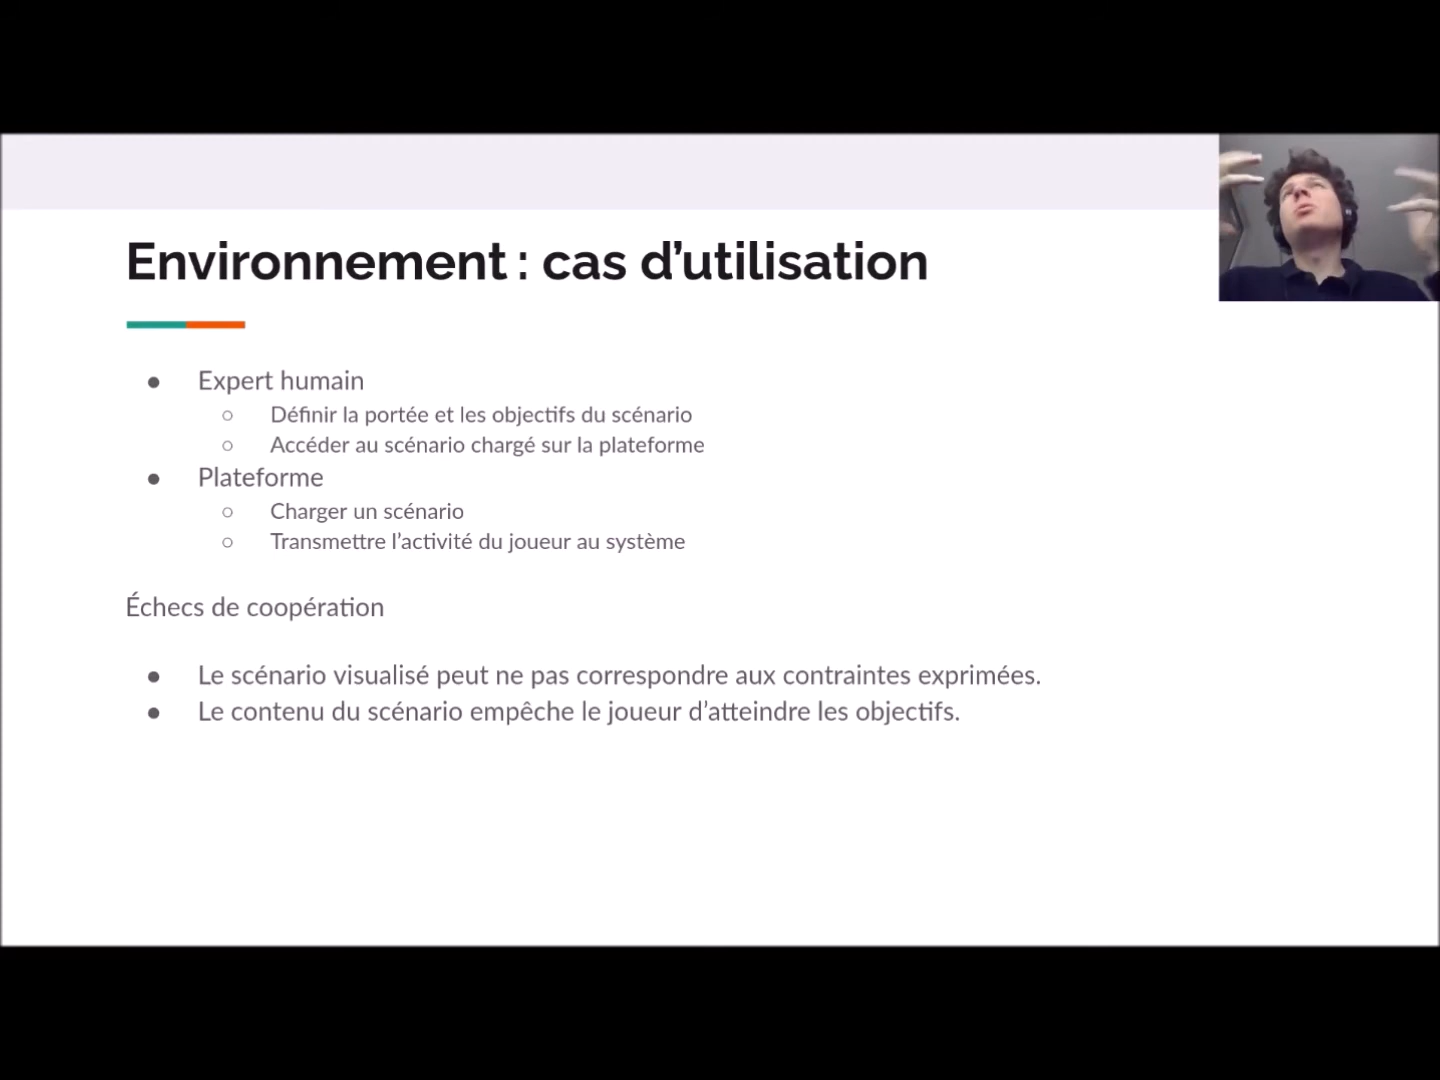 Environnement : cas d’utilisation
● Expert humain
○ Définir la portée et les objectifs du scénario
○ Accéder au scénario chargé sur la plateforme
● Plateforme
○ Charger un scénario
○ Transmettre l’activité du joueur au système
Échecs de coopération
● Le scénario visualisé peut ne pas correspondre aux contraintes exprimées.
● Le contenu du scénario empêche le joueur d’atteindre les objectifs.